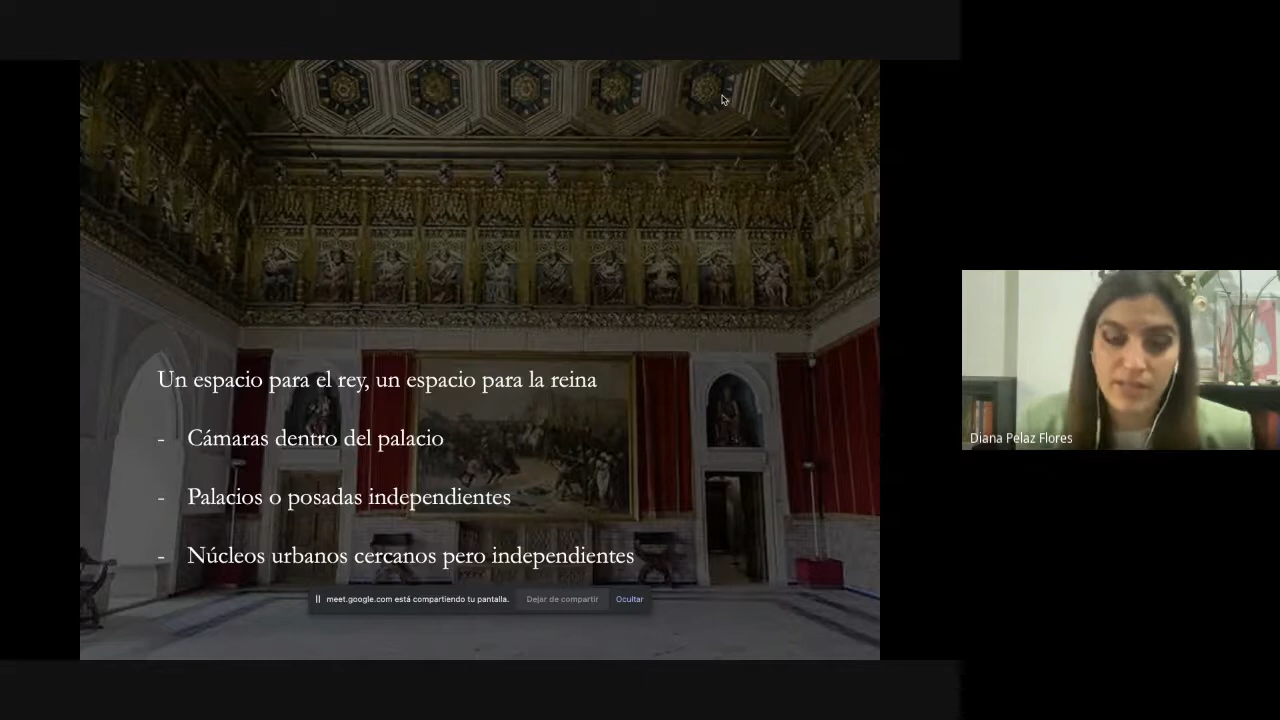 Un espacio para el rey, un espacio para la reina
- Cámaras dentro del palacio
- Palacios o posadas independientes
- Núcleos urbanos cercanos pero independientes
meet.google.com está compartiendo tu pantalla. Dejar de compartir Ocultar
Diana Pelaz Flores